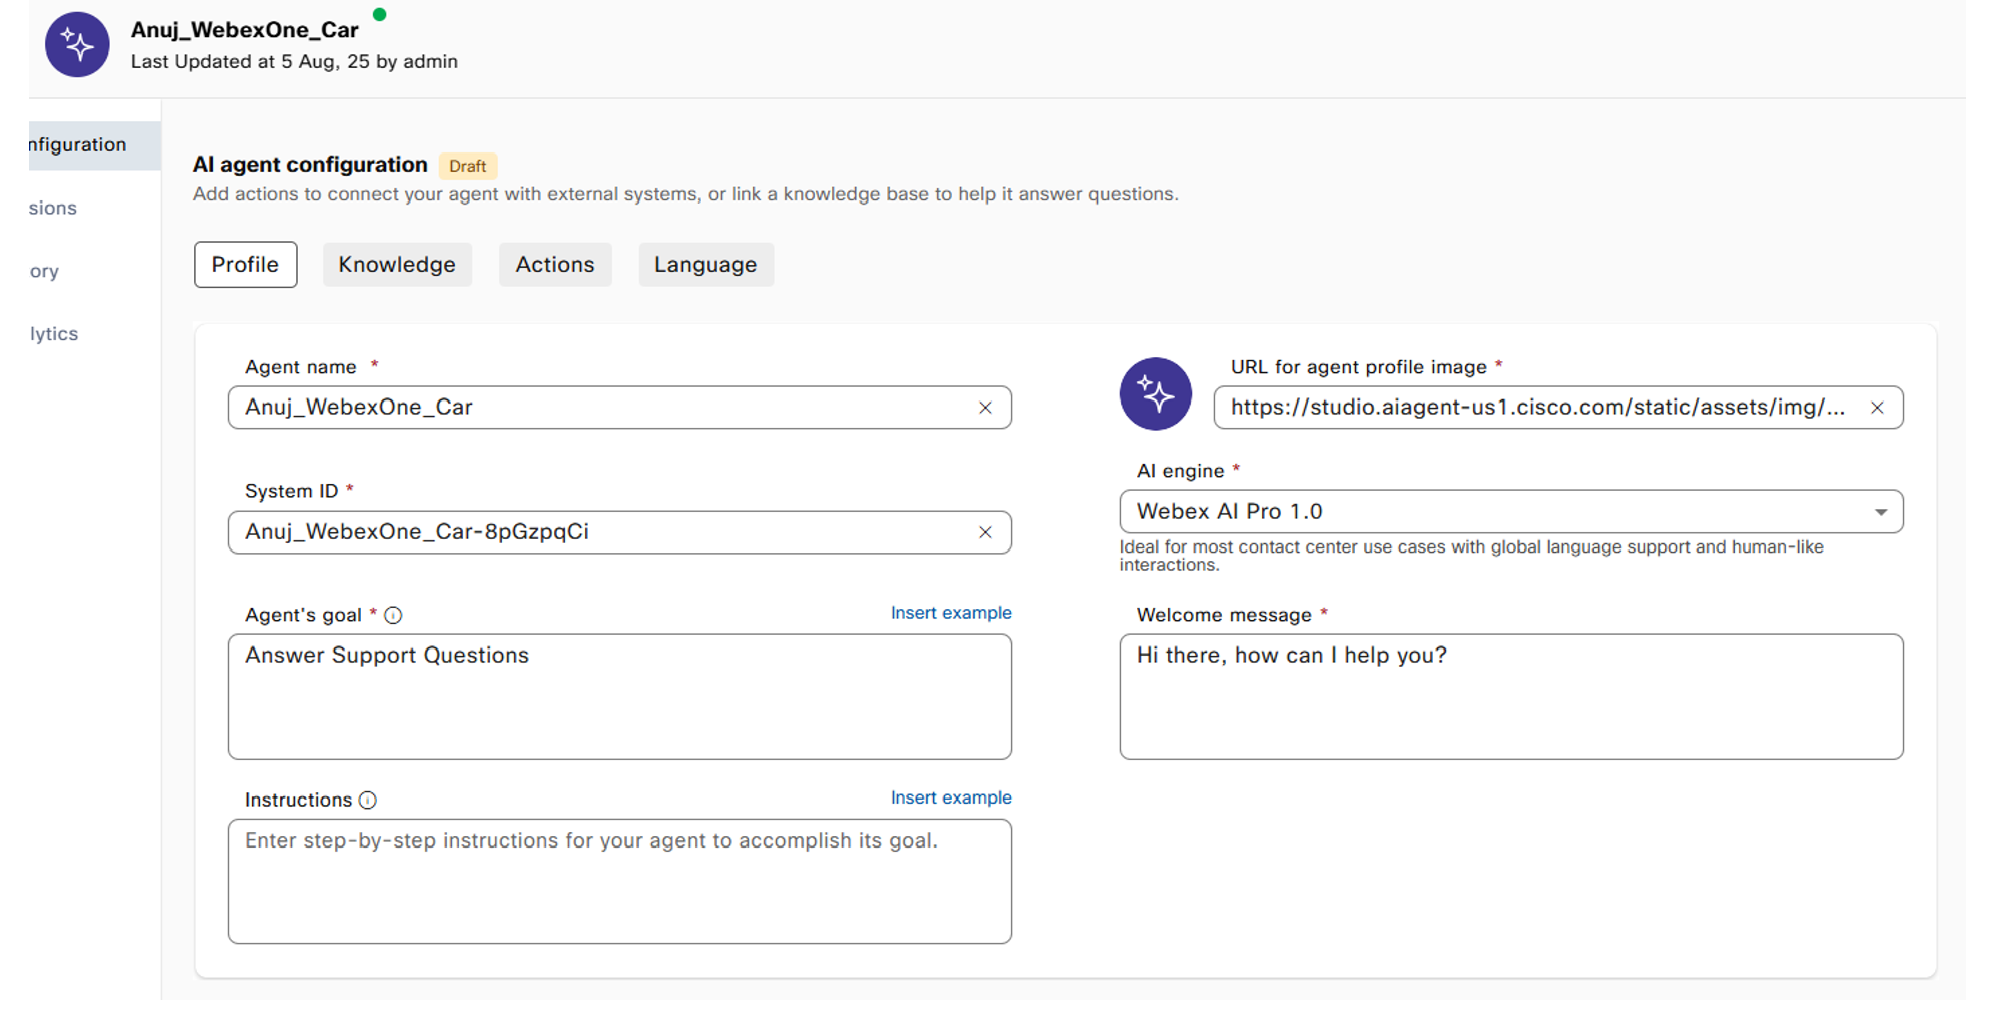 Anuj_WebexOne_Car
Last Updated at 5 Aug, 25 by admin
nfiguration
sions
ory
lytics
AI agent configuration Draft
Add actions to connect your agent with external systems, or link a knowledge base to help it answer questions.
Profile Knowledge Actions Language
Agent name *
Anuj_WebexOne_Car
URL for agent profile image *
https://studio.aiagent-us1.cisco.com/static/assets/img/...
System ID *
Anuj_WebexOne_Car-8pGzpqCi
AI engine *
Webex AI Pro 1.0
Ideal for most contact center use cases with global language support and human-like
interactions.
Agent's goal * Insert example
Answer Support Questions
Welcome message *
Hi there, how can I help you?
Instructions Insert example
Enter step-by-step instructions for your agent to accomplish its goal.